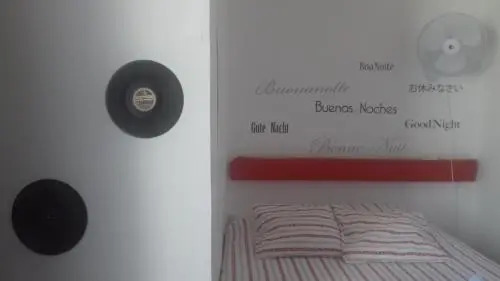 Boa Noite
Buonanotte
お休みなさい
Buenas Noches
Gute Nacht
Good Night
Bonne Nuit